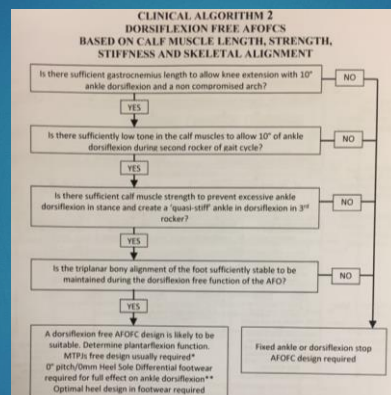 CLINICAL ALGORITHM 2
DORSIFLEXION FREE AFOFCS
BASED ON CALF MUSCLE LENGTH, STRENGTH,
STIFFNESS AND SKELETAL ALIGNMENT
Is there sufficient gastrocnemius length to allow knee extension with 10°
ankle dorsiflexion and a non compromised arch?
NO
YES
Is there sufficiently low tone in the calf muscles to allow 10° of ankle
dorsiflexion during second rocker of gait cycle?
NO
YES
Is there sufficient calf muscle strength to prevent excessive ankle
dorsiflexion in stance and create a 'quasi-stiff' ankle in dorsiflexion in 3rd
rocker?
NO
YES
Is the triplanar bony alignment of the foot sufficiently stable to be
maintained during the dorsiflexion free function of the AFO?
NO
YES
A dorsiflexion free AFOFC design is likely to be
suitable. Determine plantarflexion function.
MTPJs free design usually required*
0° pitch/0mm Heel Sole Differential footwear
required for full effect on ankle dorsiflexion**
Optimal heel design in footwear required
Fixed ankle or dorsiflexion stop
AFOFC design required